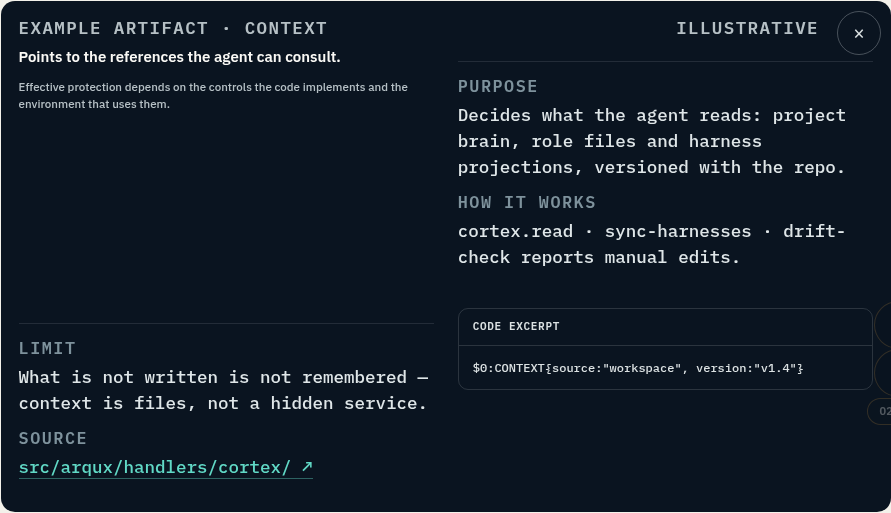 EXAMPLE ARTIFACT · CONTEXT
ILLUSTRATIVE
×
Points to the references the agent can consult.
Effective protection depends on the controls the code implements and the
environment that uses them.
PURPOSE
Decides what the agent reads: project
brain, role files and harness
projections, versioned with the repo.
HOW IT WORKS
cortex.read · sync-harnesses · drift-
check reports manual edits.
CODE EXCERPT
$0:CONTEXT{source:"workspace", version:"v1.4"}
LIMIT
What is not written is not remembered —
context is files, not a hidden service.
SOURCE
src/arqux/handlers/cortex/ ↗
02